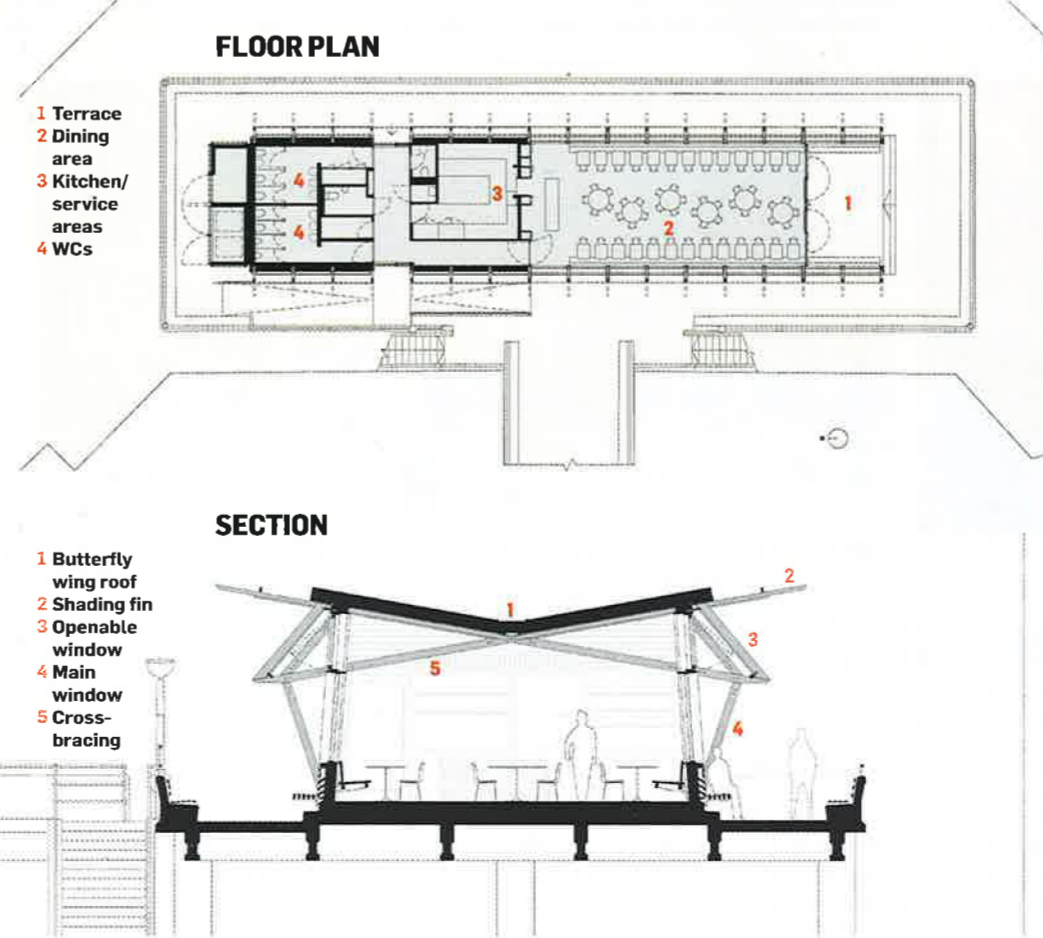 FLOOR PLAN
1 Terrace
2 Dining
area
3 Kitchen/
service
areas
4 WCs
4
4
3
2
1
SECTION
1 Butterfly
wing roof
2 Shading fin
3 Openable
window
4 Main
window
5 Cross-
bracing
1
2
3
4
5